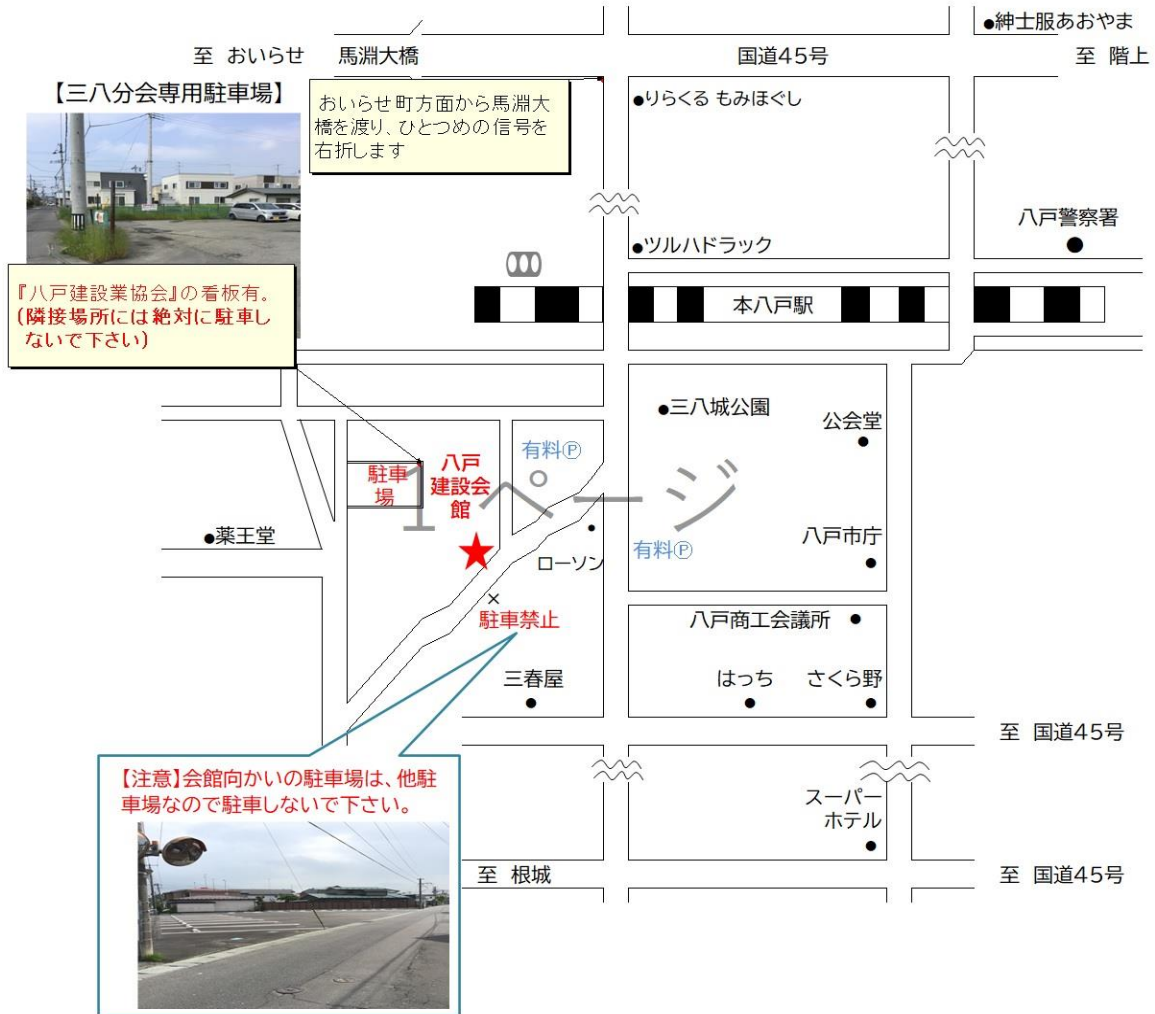 ●紳士服あおやま
至 おいらせ
馬淵大橋
国道45号
至 階上
【三八分会専用駐車場】
おいらせ町方面から馬淵大
橋を渡り、ひとつめの信号を
右折します
●りらくる もみほぐし
八戸警察署
●ツルハドラック
『八戸建設業協会』の看板有。
(隣接場所には絶対に駐車し
ないで下さい)
本八戸駅
●三八城公園
公会堂
有料Ⓟ
駐車
場
八戸
建設会
館
1 ページ
●薬王堂
ローソン
有料Ⓟ
八戸市庁
×
駐車禁止
八戸商工会議所
三春屋
はっち
さくら野
至 国道45号
【注意】会館向かいの駐車場は、他駐
車場なので駐車しないで下さい。
スーパー
ホテル
至 根城
至 国道45号